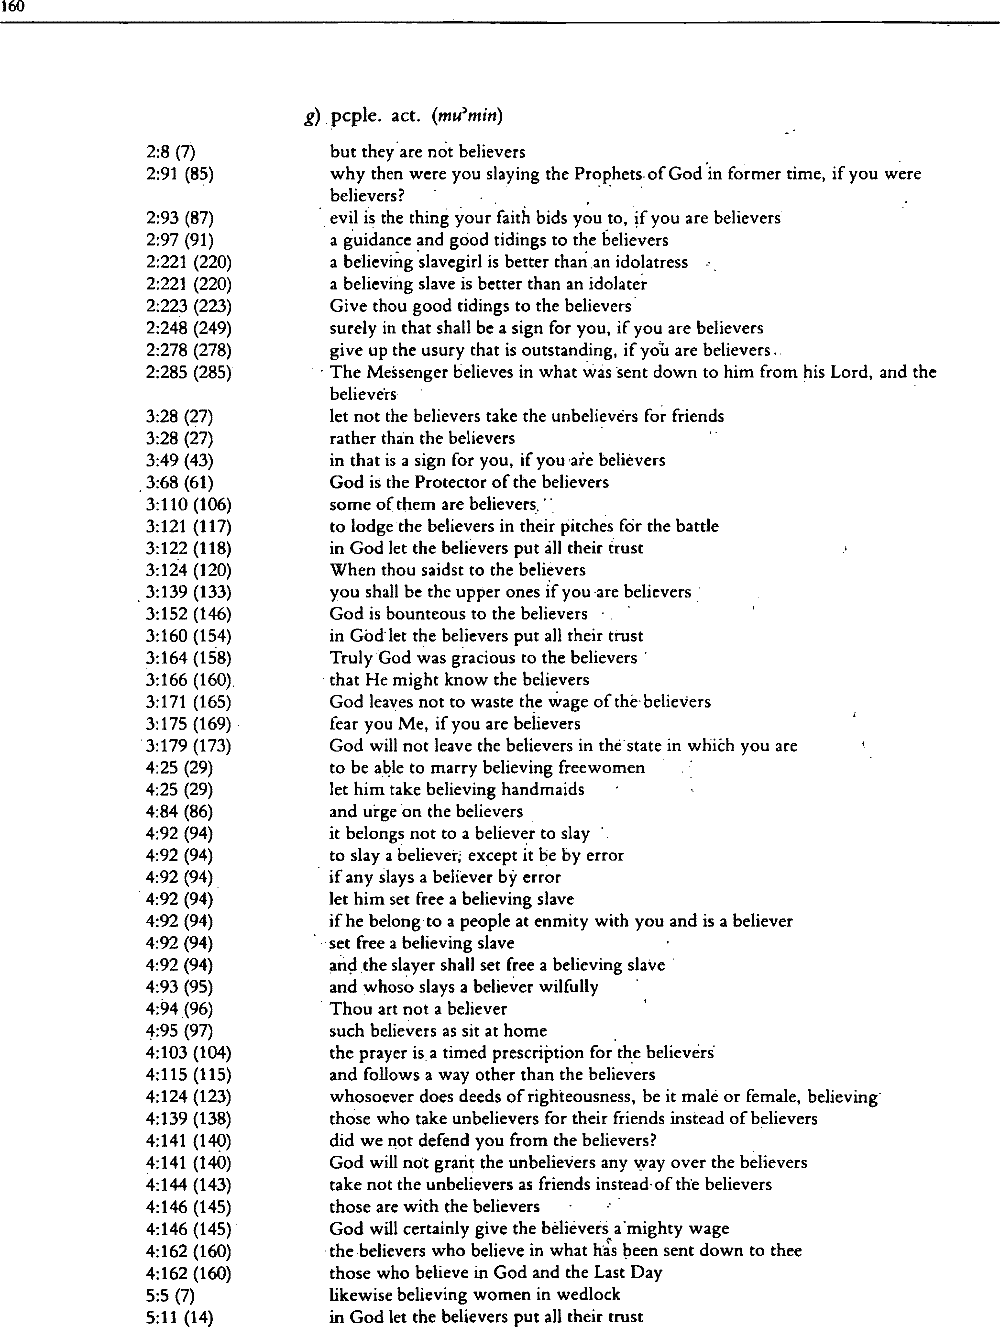 160
g) pcple. act. (muʾmin)
2:8 (7) but they are not believers
2:91 (85) why then were you slaying the Prophets of God in former time, if you were
believers?
2:93 (87) evil is the thing your faith bids you to, if you are believers
2:97 (91) a guidance and good tidings to the believers
2:221 (220) a believing slavegirl is better than an idolatress
2:221 (220) a believing slave is better than an idolater
2:223 (223) Give thou good tidings to the believers
2:248 (249) surely in that shall be a sign for you, if you are believers
2:278 (278) give up the usury that is outstanding, if you are believers
2:285 (285) The Messenger believes in what was sent down to him from his Lord, and the
believers
3:28 (27) let not the believers take the unbelievers for friends
3:28 (27) rather than the believers
3:49 (43) in that is a sign for you, if you are believers
3:68 (61) God is the Protector of the believers
3:110 (106) some of them are believers
3:121 (117) to lodge the believers in their pitches for the battle
3:122 (118) in God let the believers put all their trust
3:124 (120) When thou saidst to the believers
3:139 (133) you shall be the upper ones if you are believers
3:152 (146) God is bounteous to the believers
3:160 (154) in God let the believers put all their trust
3:164 (158) Truly God was gracious to the believers
3:166 (160) that He might know the believers
3:171 (165) God leaves not to waste the wage of the believers
3:175 (169) fear you Me, if you are believers
3:179 (173) God will not leave the believers in the state in which you are
4:25 (29) to be able to marry believing freewomen
4:25 (29) let him take believing handmaids
4:84 (86) and urge on the believers
4:92 (94) it belongs not to a believer to slay
4:92 (94) to slay a believer, except it be by error
4:92 (94) if any slays a believer by error
4:92 (94) let him set free a believing slave
4:92 (94) if he belong to a people at enmity with you and is a believer
4:92 (94) set free a believing slave
4:92 (94) and the slayer shall set free a believing slave
4:93 (95) and whoso slays a believer wilfully
4:94 (96) Thou art not a believer
4:95 (97) such believers as sit at home
4:103 (104) the prayer is a timed prescription for the believers
4:115 (115) and follows a way other than the believers
4:124 (123) whosoever does deeds of righteousness, be it male or female, believing
4:139 (138) those who take unbelievers for their friends instead of believers
4:141 (140) did we not defend you from the believers?
4:141 (140) God will not grant the unbelievers any way over the believers
4:144 (143) take not the unbelievers as friends instead of the believers
4:146 (145) those are with the believers
4:146 (145) God will certainly give the believers a mighty wage
4:162 (160) the believers who believe in what has been sent down to thee
4:162 (160) those who believe in God and the Last Day
5:5 (7) likewise believing women in wedlock
5:11 (14) in God let the believers put all their trust